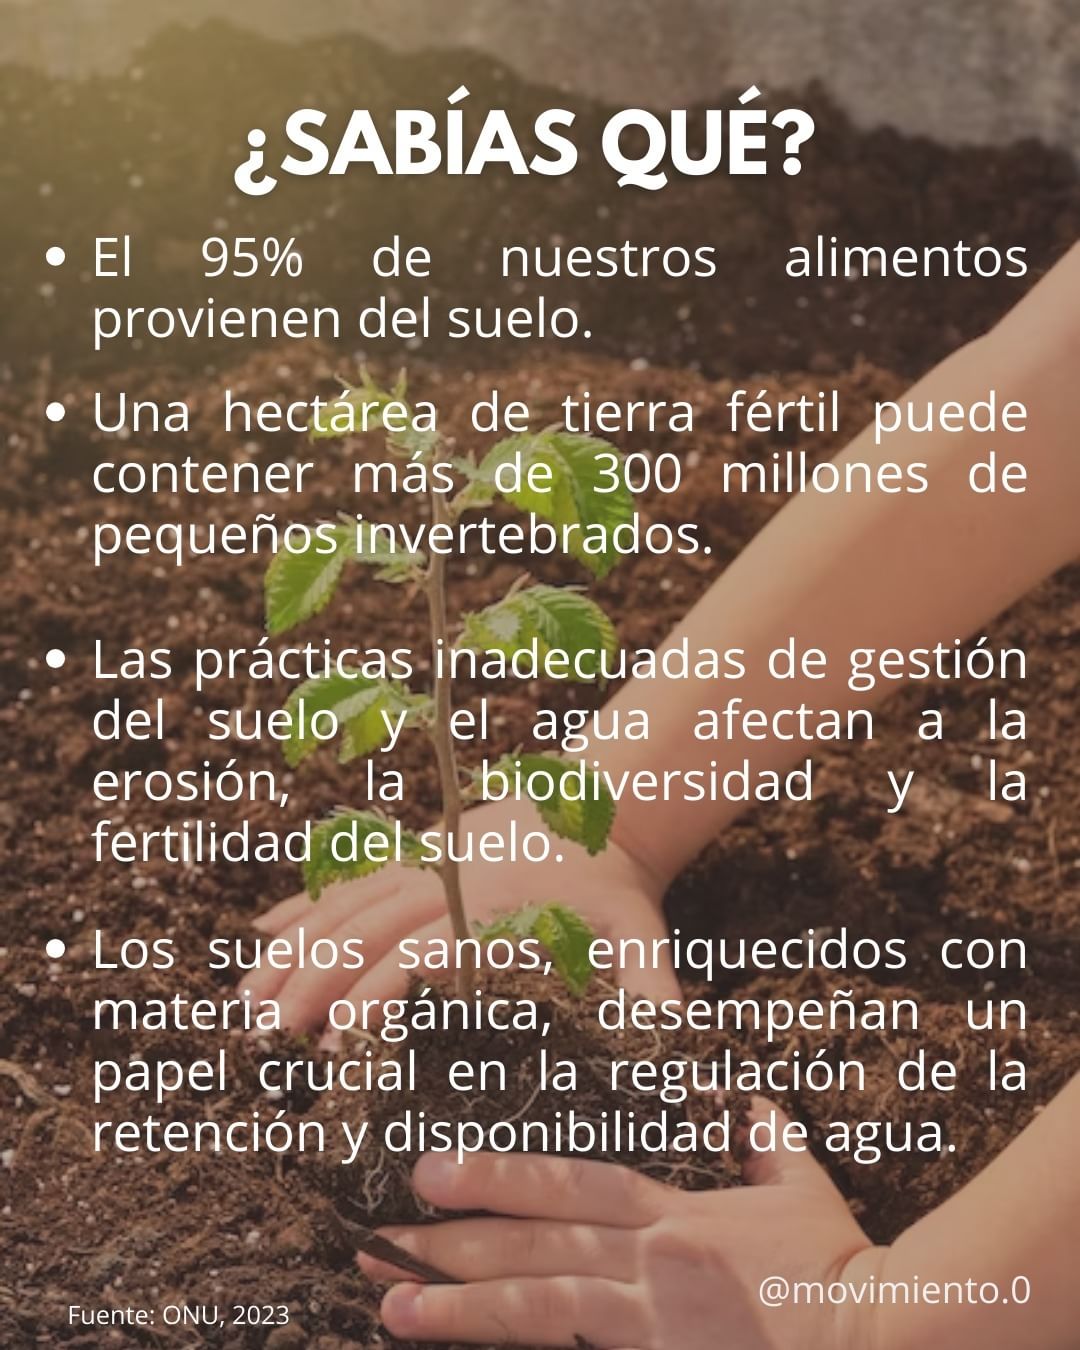 ¿SABÍAS QUÉ?
• El 95% de nuestros alimentos
provienen del suelo.
• Una hectárea de tierra fértil puede
contener más de 300 millones de
pequeños invertebrados.
• Las prácticas inadecuadas de gestión
del suelo y el agua afectan a la
erosión, la biodiversidad y la
fertilidad del suelo.
• Los suelos sanos, enriquecidos con
materia orgánica, desempeñan un
papel crucial en la regulación de la
retención y disponibilidad de agua.
@movimiento.0
Fuente: ONU, 2023